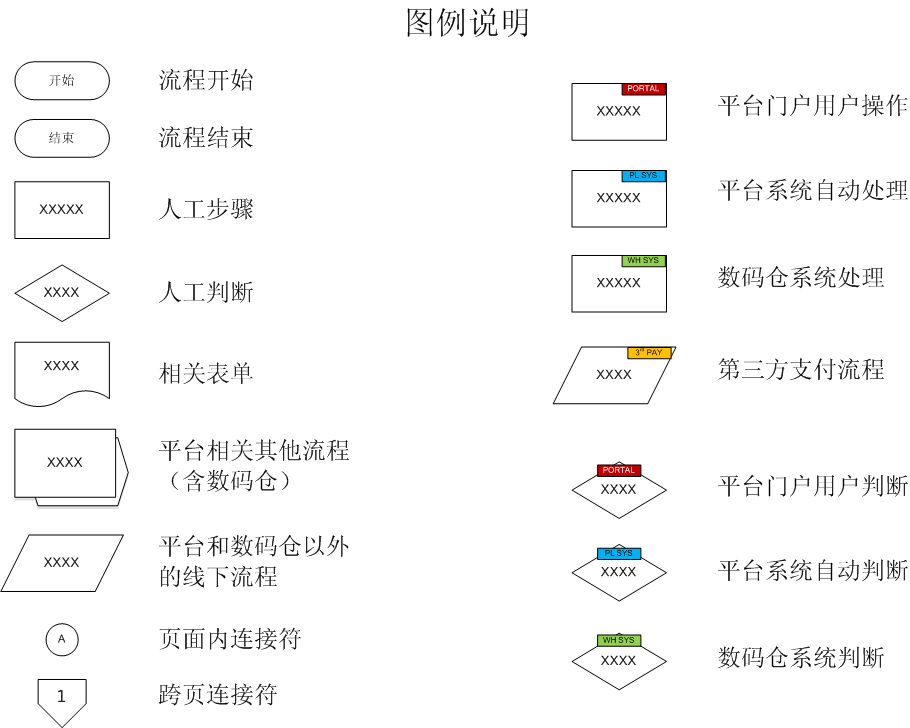 图例说明
开始
流程开始
结束
流程结束
XXXXX
人工步骤
XXXX
人工判断
XXXX
相关表单
XXXX
平台相关其他流程
（含数码仓）
XXXX
平台和数码仓以外
的线下流程
A
页面内连接符
1
跨页连接符
PORTAL
XXXXX
平台门户用户操作
PL SYS
XXXXX
平台系统自动处理
WH SYS
XXXXX
数码仓系统处理
3rd PAY
XXXX
第三方支付流程
PORTAL
XXXX
平台门户用户判断
PL SYS
XXXX
平台系统自动判断
WH SYS
XXXX
数码仓系统判断